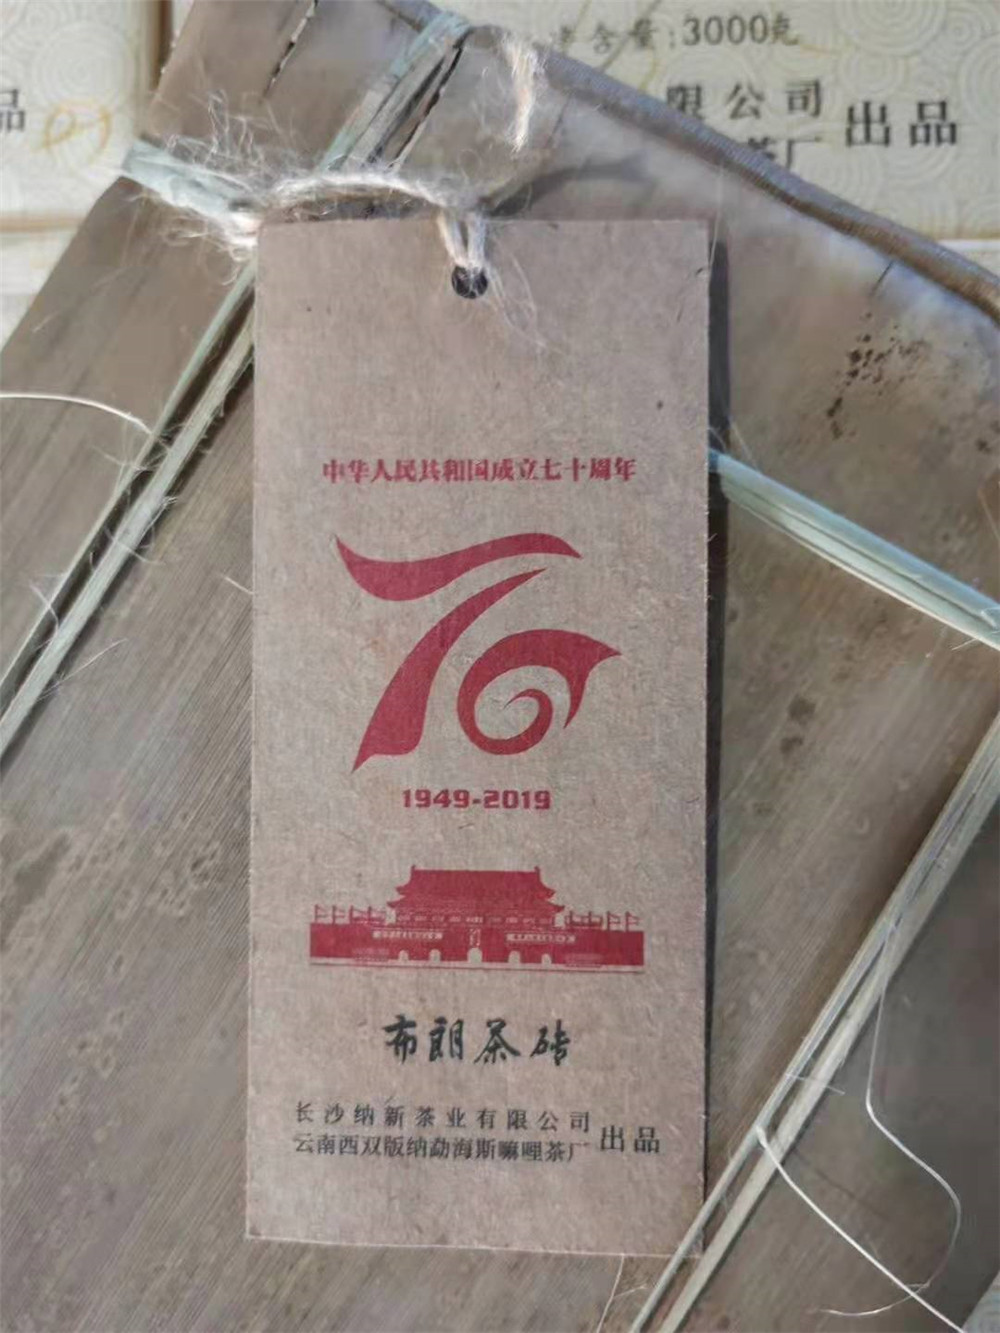 净含量:3000克
限公司
茶厂
出品
品
中华人民共和国成立七十周年
70
1949-2019
布朗茶砖
长沙纳新茶业有限公司
云南西双版纳勐海斯嘛哩茶厂
出品